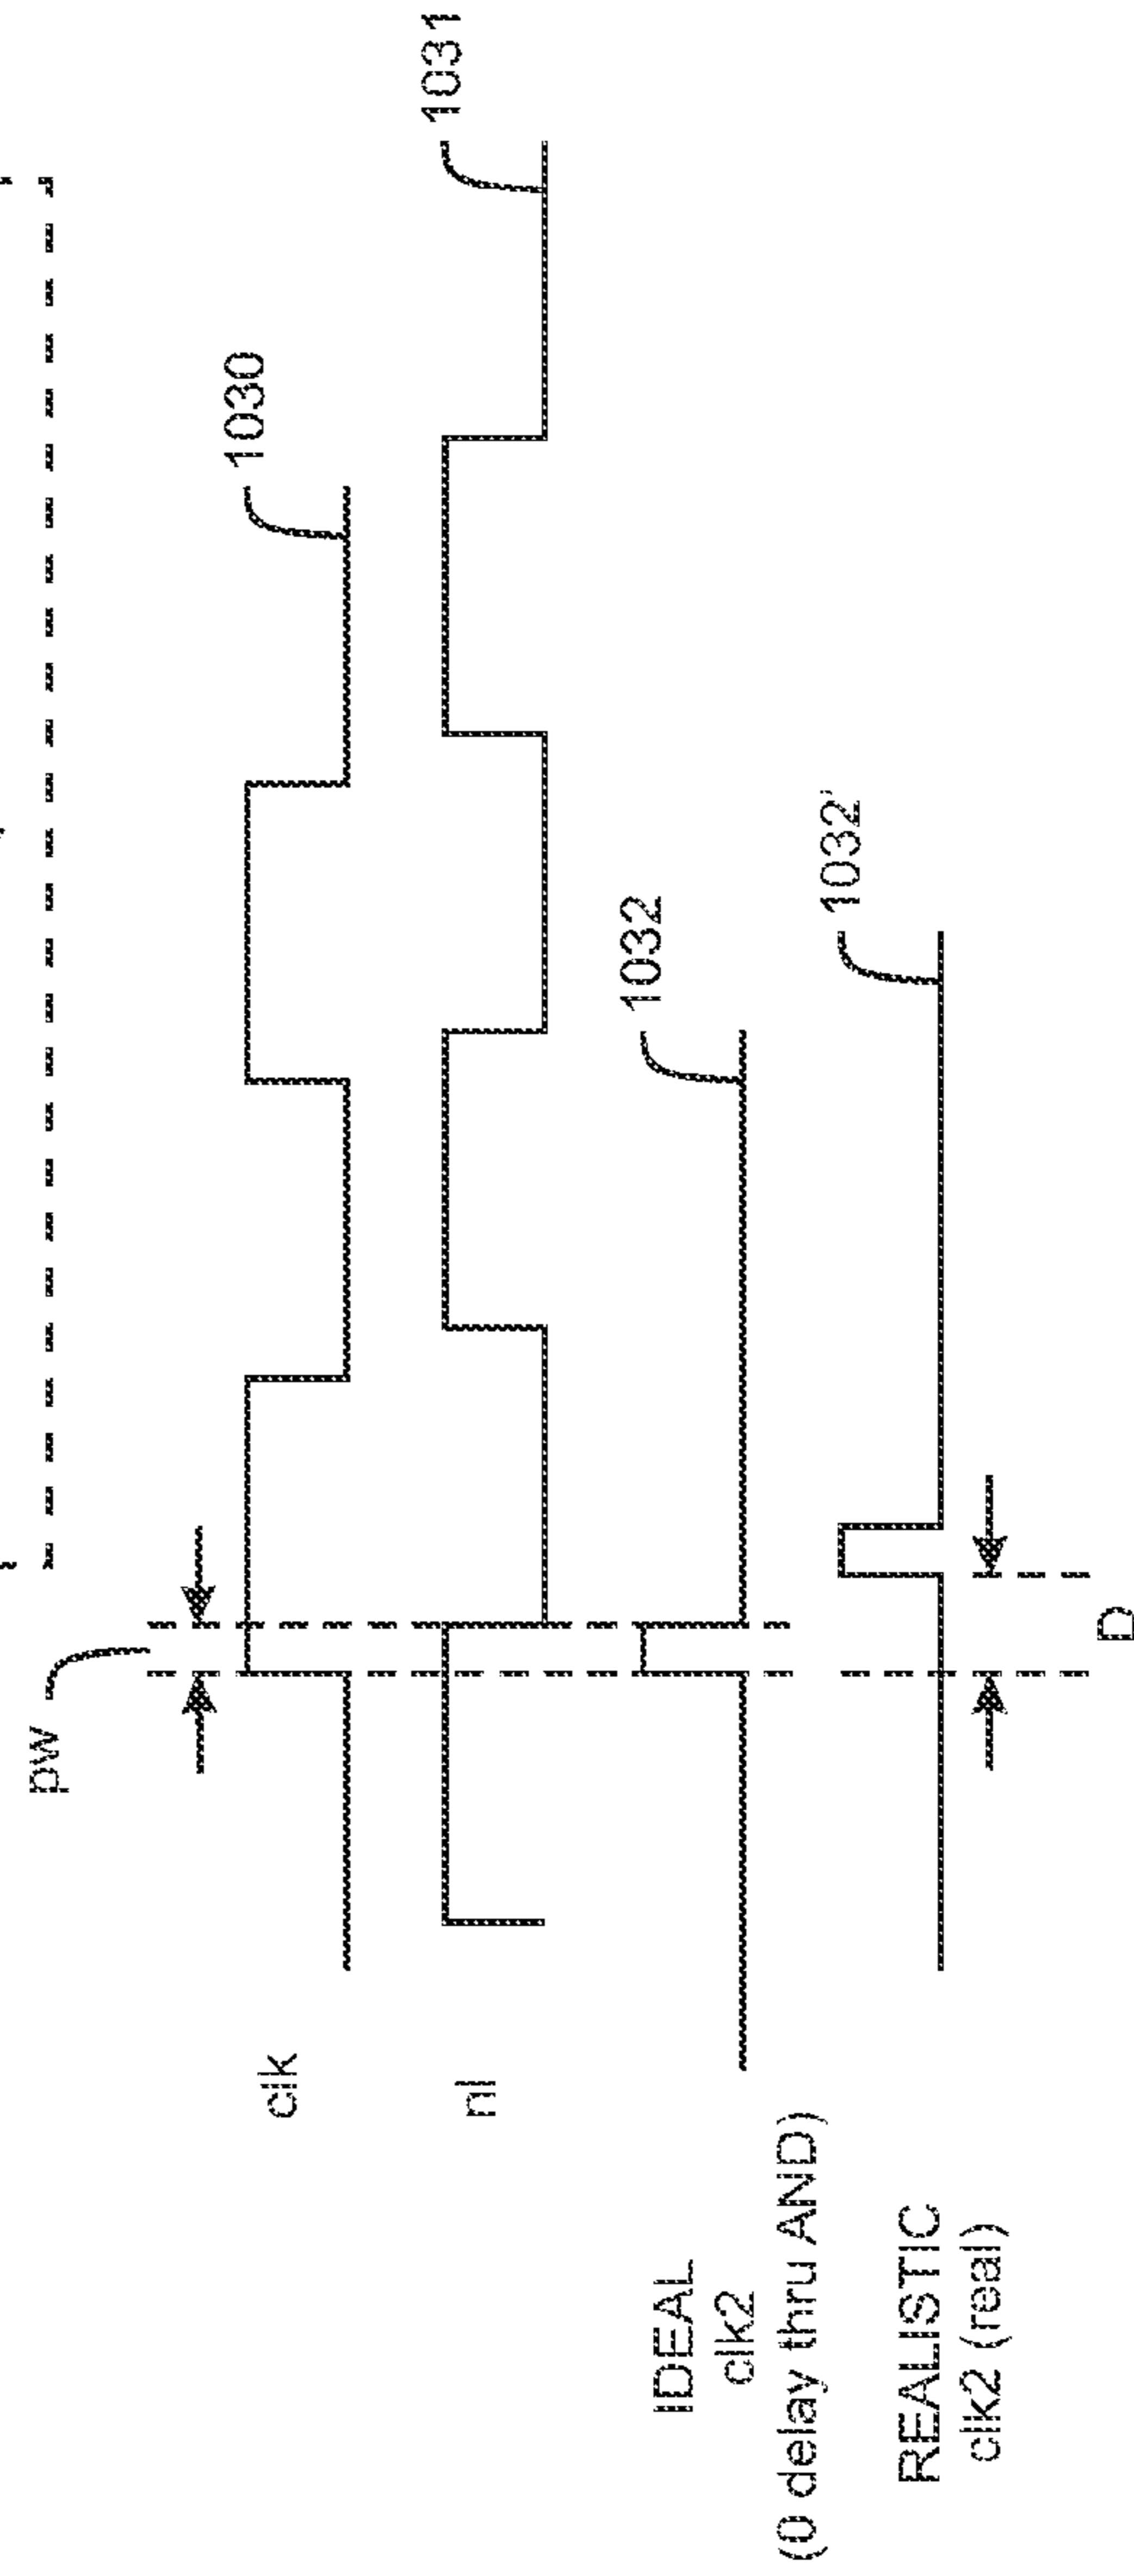 pw
clk
1030
nl
1031
IDEAL
clk2
(0 delay thru AND)
1032
REALISTIC
clk2 (real)
1032'
D